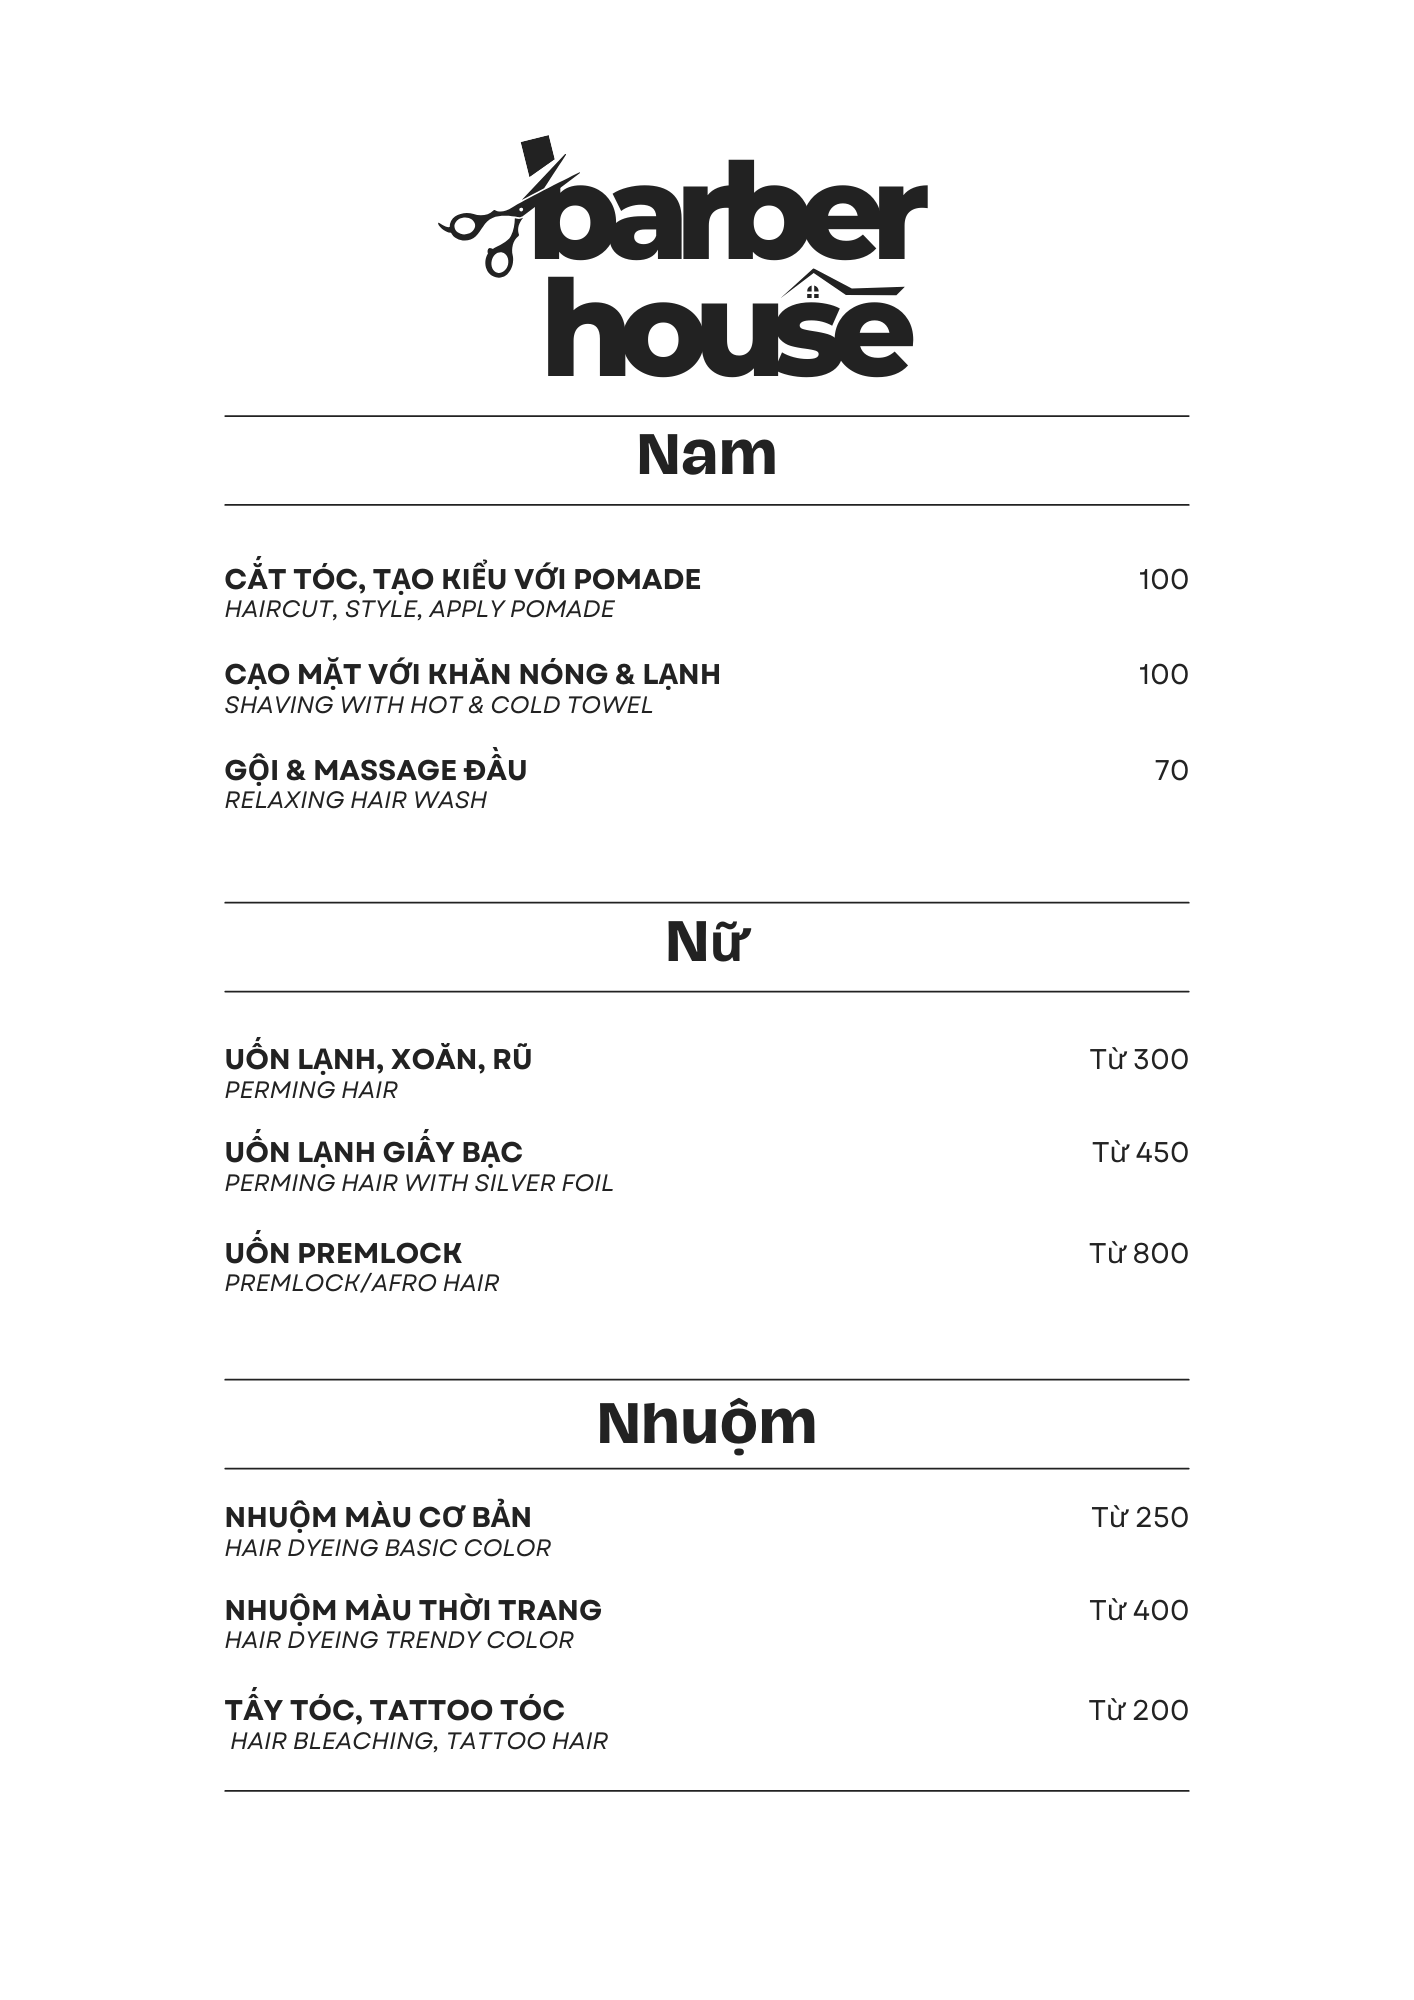 barber
house
Nam
CẮT TÓC, TẠO KIỂU VỚI POMADE 100
HAIRCUT, STYLE, APPLY POMADE
CẠO MẶT VỚI KHĂN NÓNG & LẠNH 100
SHAVING WITH HOT & COLD TOWEL
GỘI & MASSAGE ĐẦU 70
RELAXING HAIR WASH
Nữ
UỐN LẠNH, XOĂN, RŨ Từ 300
PERMING HAIR
UỐN LẠNH GIẤY BẠC Từ 450
PERMING HAIR WITH SILVER FOIL
UỐN PREMLOCK Từ 800
PREMLOCK/AFRO HAIR
Nhuộm
NHUỘM MÀU CƠ BẢN Từ 250
HAIR DYEING BASIC COLOR
NHUỘM MÀU THỜI TRANG Từ 400
HAIR DYEING TRENDY COLOR
TẤY TÓC, TATTOO TÓC Từ 200
HAIR BLEACHING, TATTOO HAIR